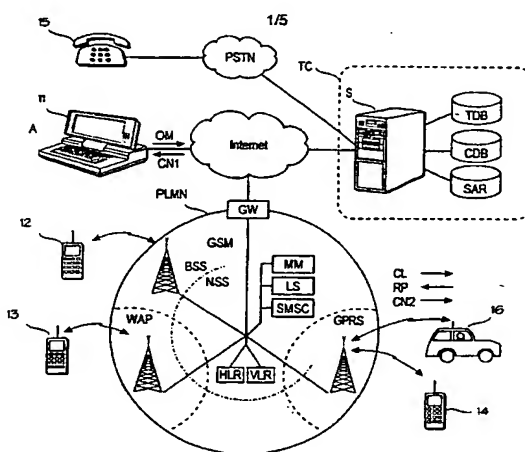 1/5
15
PSTN
TC
S
11
TDB
A
OM
Internet
CDB
CN1
SAR
PLMN
GW
12
GSM
BSS
NSS
MM
LS
CL
RP
SMSC
CN2
13
WAP
GPRS
16
HLR
VLR
14